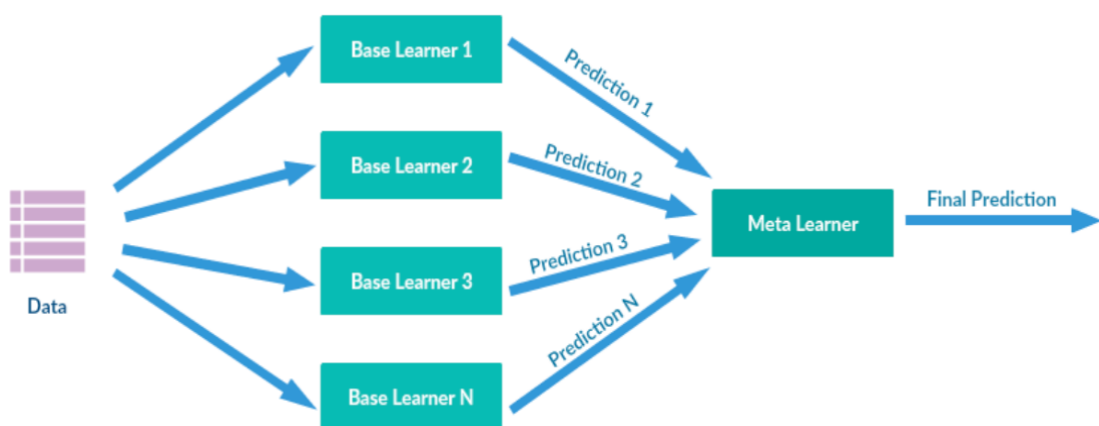 Data
Base Learner 1
Base Learner 2
Base Learner 3
Base Learner N
Prediction 1
Prediction 2
Prediction 3
Prediction N
Meta Learner
Final Prediction